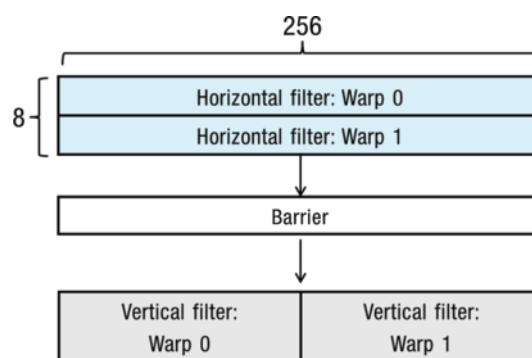 256
8
Horizontal filter: Warp 0
Horizontal filter: Warp 1
Barrier
Vertical filter:
Warp 0
Vertical filter:
Warp 1